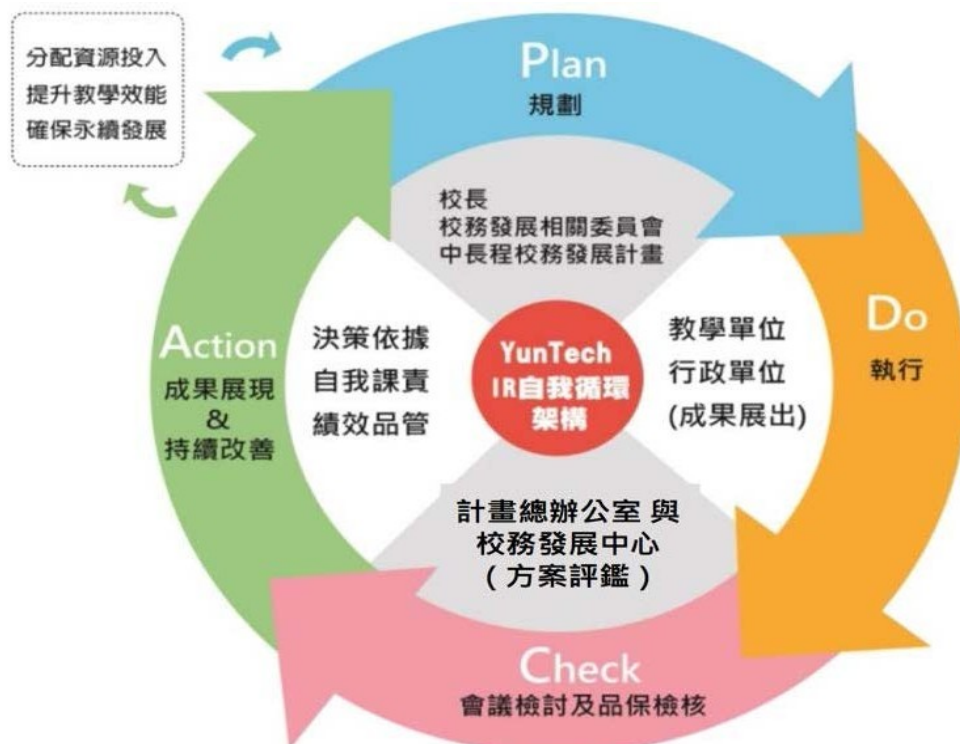 分配資源投入
提升教學效能
確保永續發展
Plan
規劃
校長
校務發展相關委員會
中長程校務發展計畫
Do
執行
教學單位
行政單位
(成果展出)
YunTech
IR自我循環
架構
Action
成果展現
&
持續改善
決策依據
自我課責
績效品管
計畫總辦公室 與
校務發展中心
( 方案評鑑 )
Check
會議檢討及品保檢核